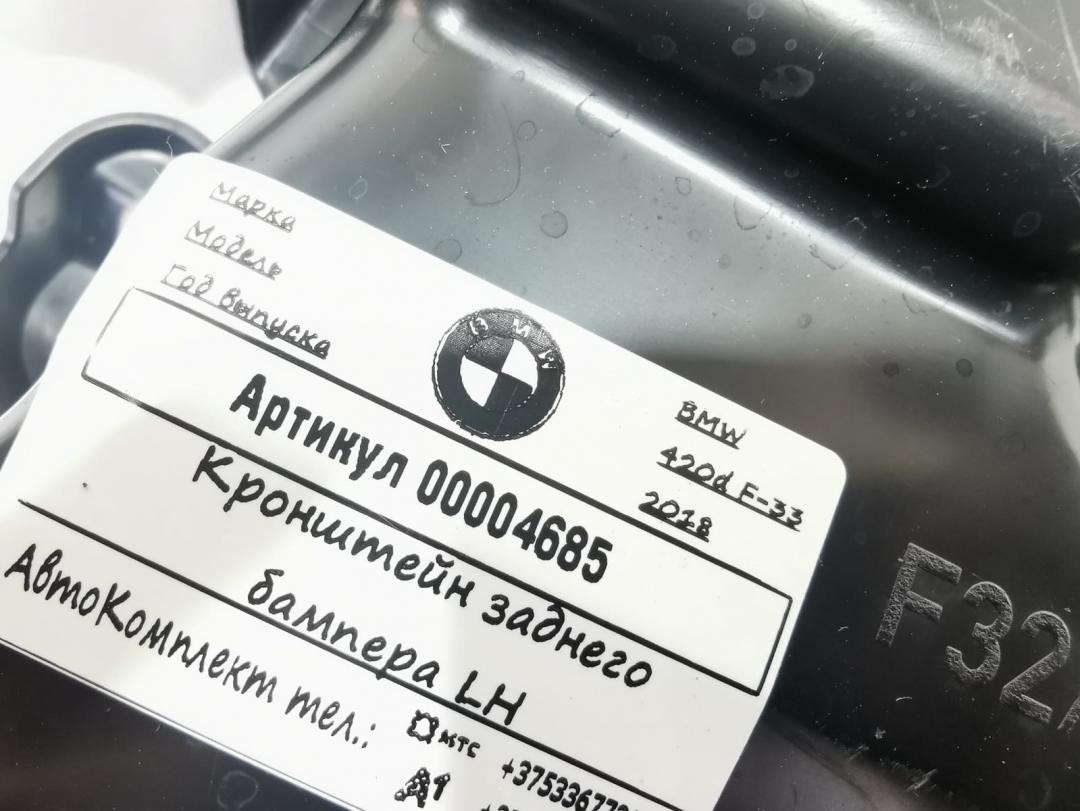 Марка
Модель
Год выпуска
BMW
BMW
420d F-33
2018
Артикул 00004685
Кронштейн заднего
бампера LH
АвтоКомплект тел.:
мтс
A1
F32